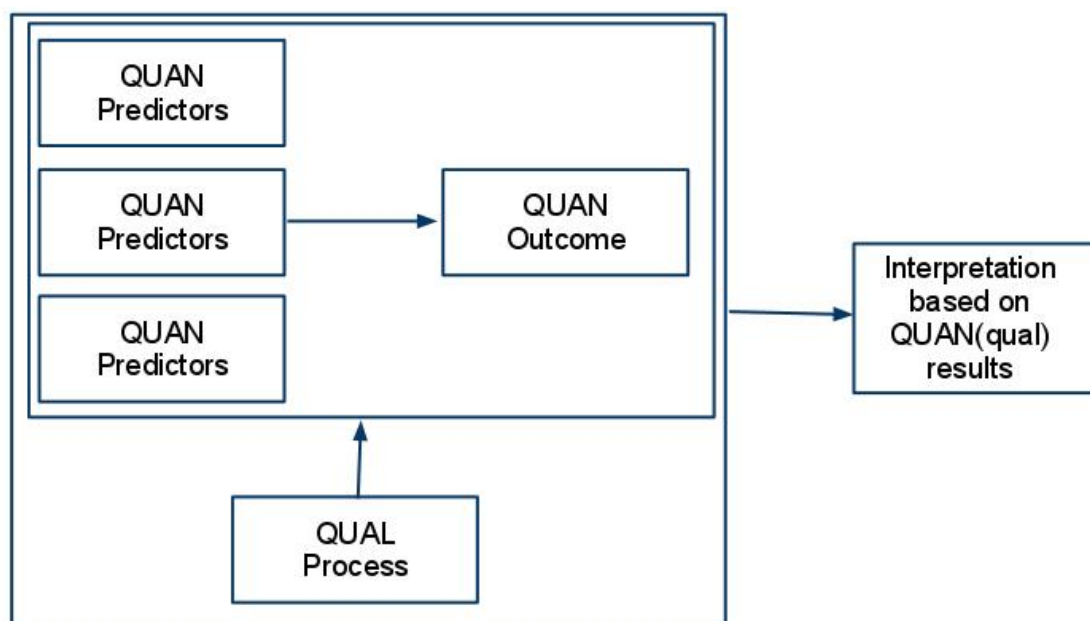 QUAN
Predictors
QUAN
Predictors
QUAN
Outcome
QUAN
Predictors
Interpretation
based on
QUAN(qual)
results
QUAL
Process